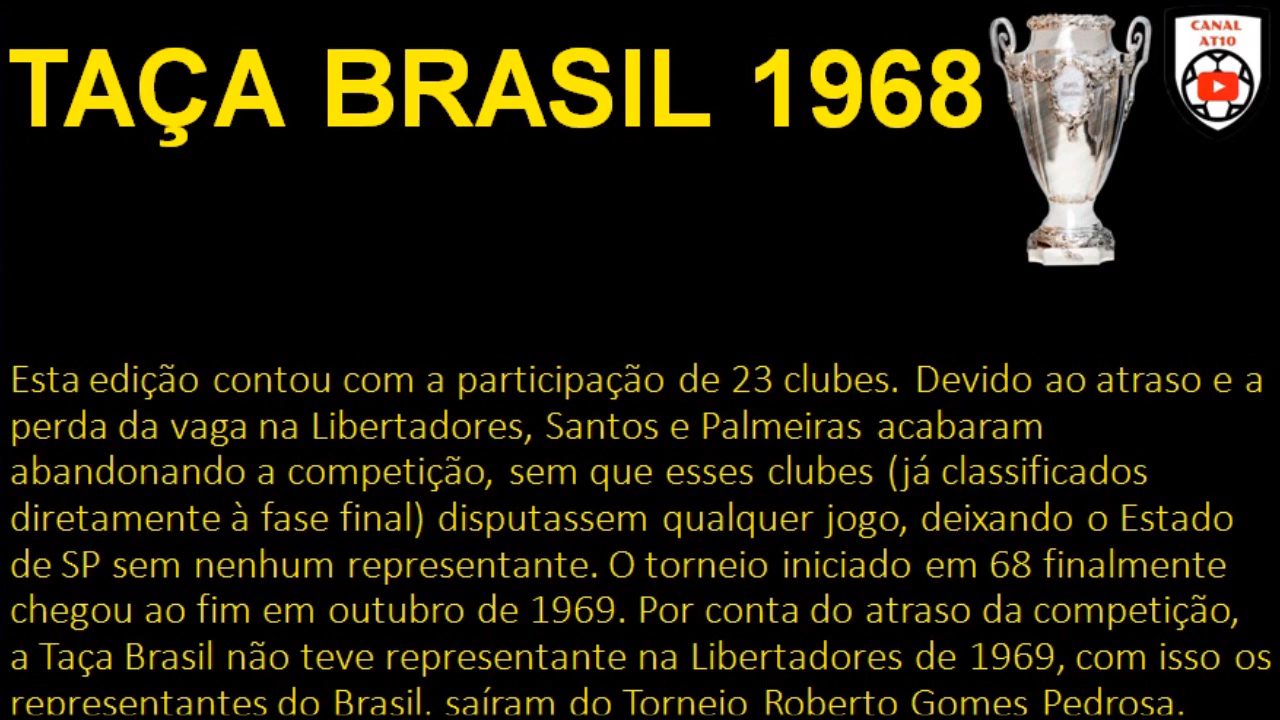 TAÇA BRASIL 1968
CANAL
AT10
Esta edição contou com a participação de 23 clubes. Devido ao atraso e a
perda da vaga na Libertadores, Santos e Palmeiras acabaram
abandonando a competição, sem que esses clubes (já classificados
diretamente à fase final) disputassem qualquer jogo, deixando o Estado
de SP sem nenhum representante. O torneio iniciado em 68 finalmente
chegou ao fim em outubro de 1969. Por conta do atraso da competição,
a Taça Brasil não teve representante na Libertadores de 1969, com isso os
representantes do Brasil, saíram do Torneio Roberto Gomes Pedrosa.